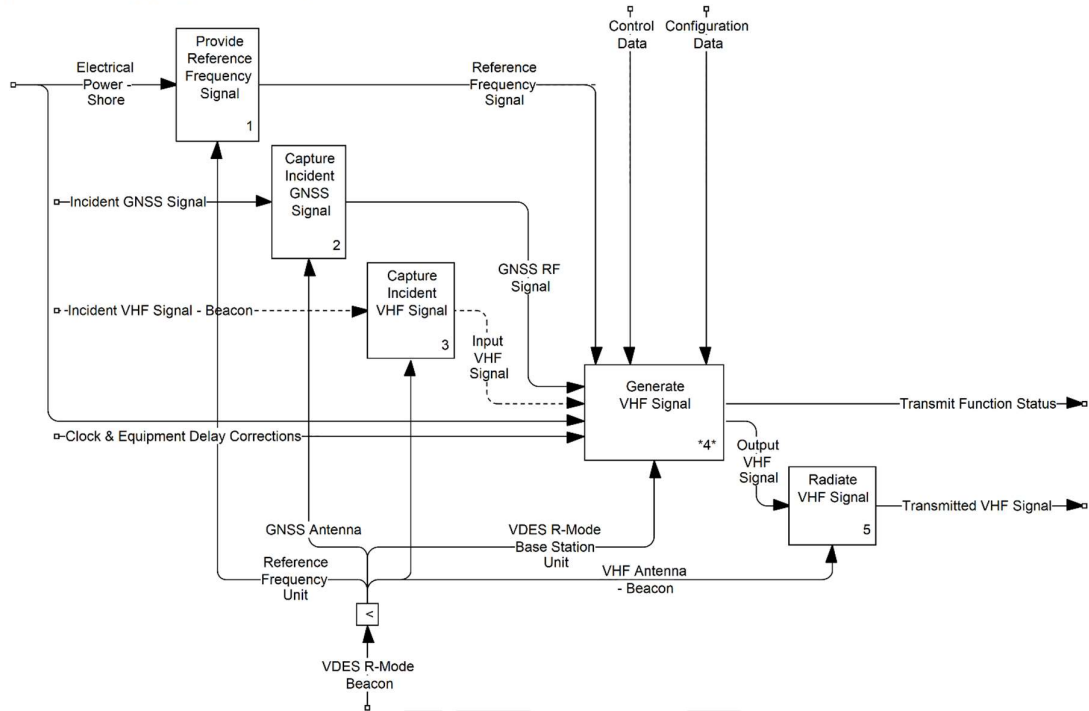 Provide
Reference
Frequency
Signal
1
Control
Data
Configuration
Data
Electrical
Power -
Shore
Reference
Frequency
Signal
Capture
Incident
GNSS
Signal
2
Incident GNSS Signal
GNSS RF
Signal
Capture
Incident
VHF Signal
3
Incident VHF Signal - Beacon
Input
VHF
Signal
Generate
VHF Signal
*4*
Transmit Function Status
Clock & Equipment Delay Corrections
Output
VHF
Signal
Radiate
VHF Signal
5
Transmitted VHF Signal
GNSS Antenna
VDES R-Mode
Base Station
Unit
Reference
Frequency
Unit
VHF Antenna
- Beacon
<
VDES R-Mode
Beacon